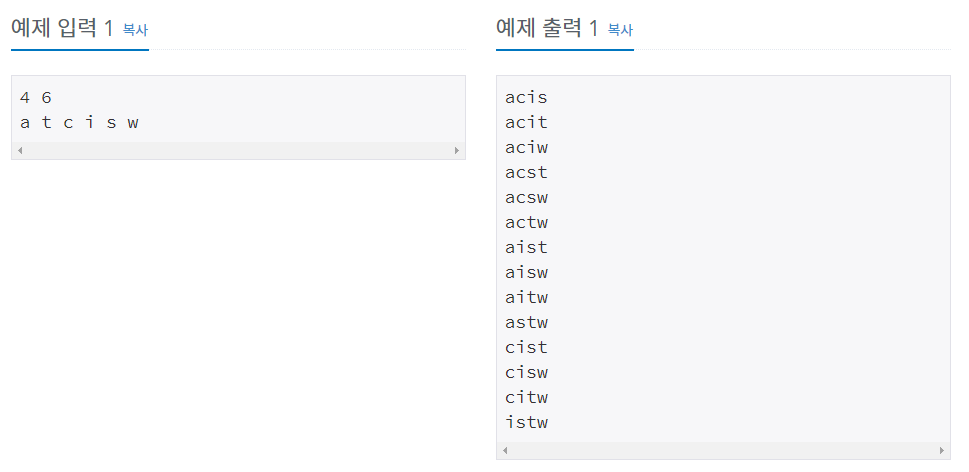 예제 입력 1 복사
4 6
a t c i s w
예제 출력 1 복사
acis
acit
aciw
acst
acsw
actw
aist
aisw
aitw
astw
cist
cisw
citw
istw